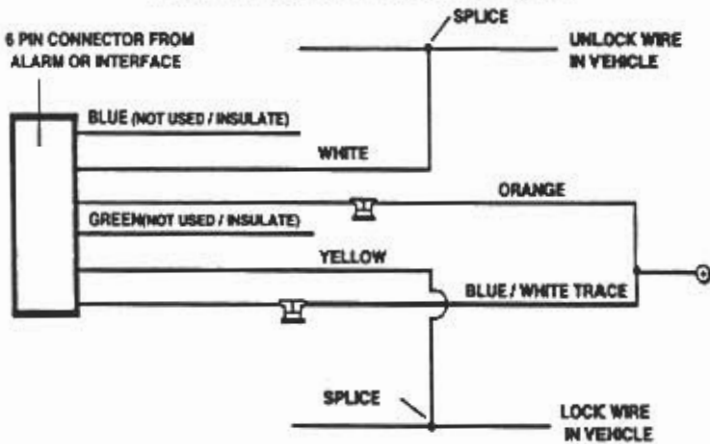 SPLICE
6 PIN CONNECTOR FROM
ALARM OR INTERFACE
UNLOCK WIRE
IN VEHICLE
BLUE (NOT USED / INSULATE)
WHITE
ORANGE
GREEN(NOT USED / INSULATE)
YELLOW
BLUE / WHITE TRACE
SPLICE
LOCK WIRE
IN VEHICLE